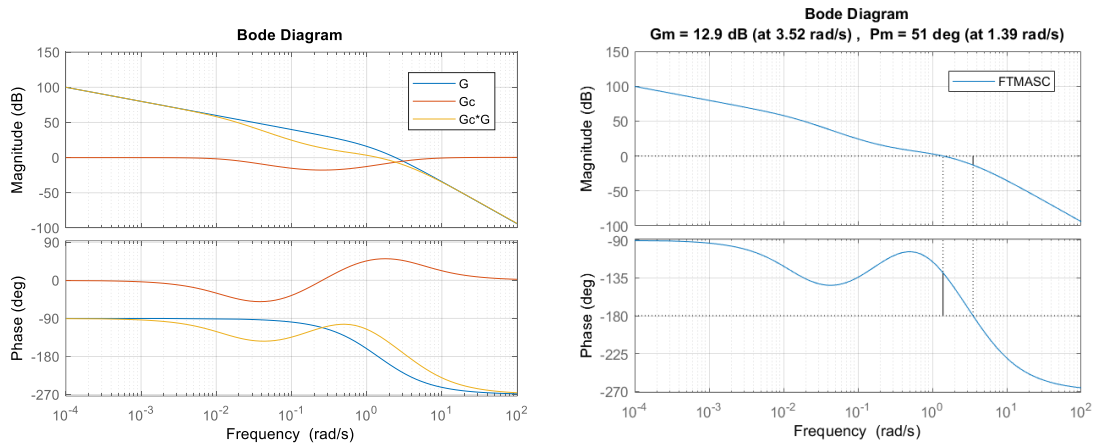 Bode Diagram
150
100
50
0
-50
-100
Magnitude (dB)
G
Gc
Gc*G
90
0
-90
-180
-270
Phase (deg)
10^-4 10^-3 10^-2 10^-1 10^0 10^1 10^2
Frequency (rad/s)
Bode Diagram
Gm = 12.9 dB (at 3.52 rad/s) , Pm = 51 deg (at 1.39 rad/s)
150
100
50
0
-50
-100
Magnitude (dB)
FTMASC
-90
-135
-180
-225
-270
Phase (deg)
10^-4 10^-3 10^-2 10^-1 10^0 10^1 10^2
Frequency (rad/s)